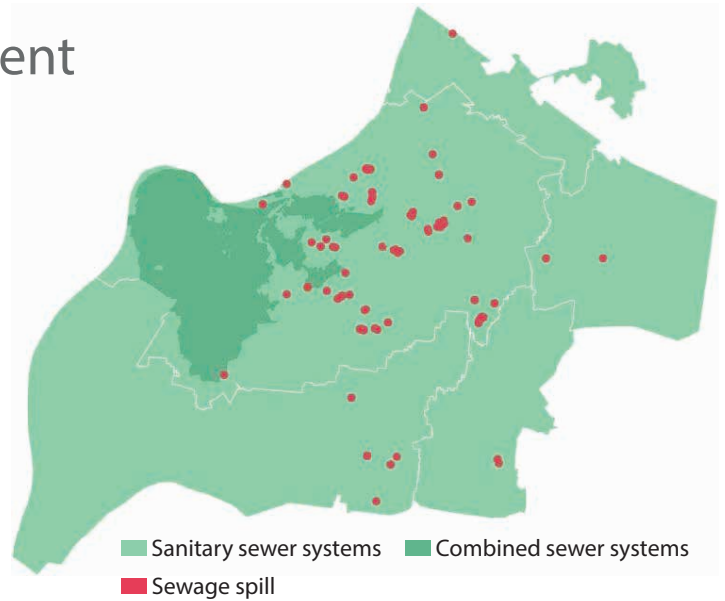 ent
Sanitary sewer systems
Combined sewer systems
Sewage spill